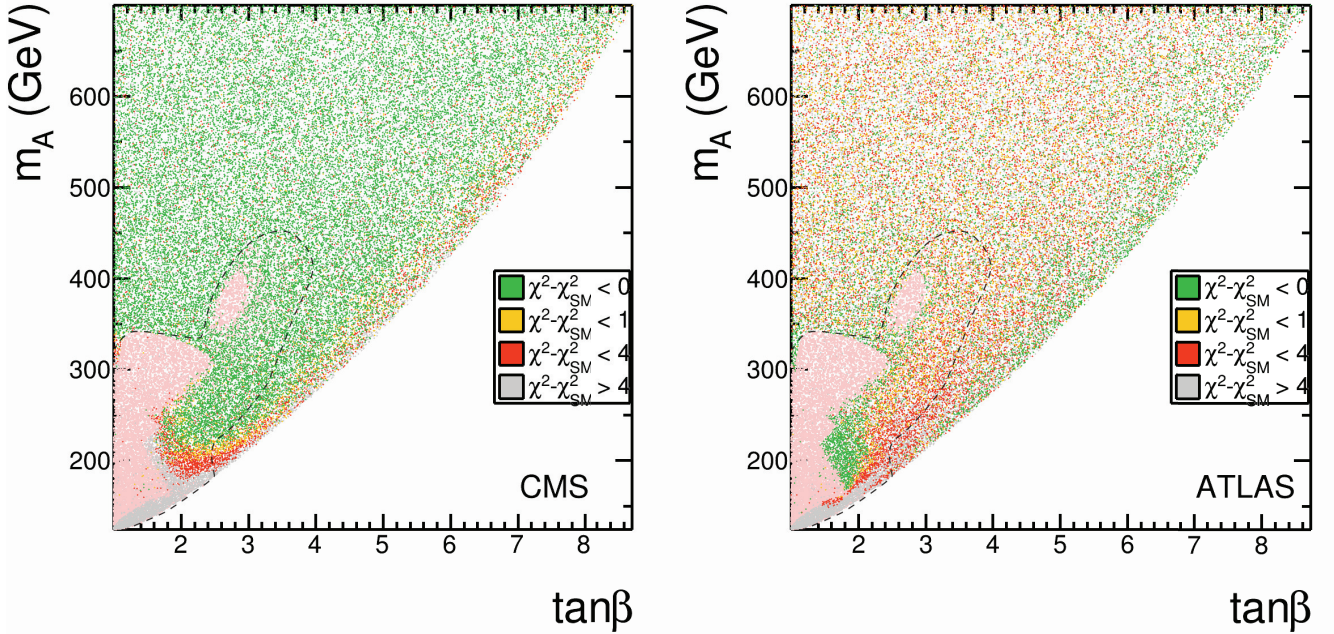 m_A (GeV)
600
500
400
300
200
χ²-χ²_SM < 0
χ²-χ²_SM < 1
χ²-χ²_SM < 4
χ²-χ²_SM > 4
CMS
2 3 4 5 6 7 8
tanβ
m_A (GeV)
600
500
400
300
200
χ²-χ²_SM < 0
χ²-χ²_SM < 1
χ²-χ²_SM < 4
χ²-χ²_SM > 4
ATLAS
2 3 4 5 6 7 8
tanβ